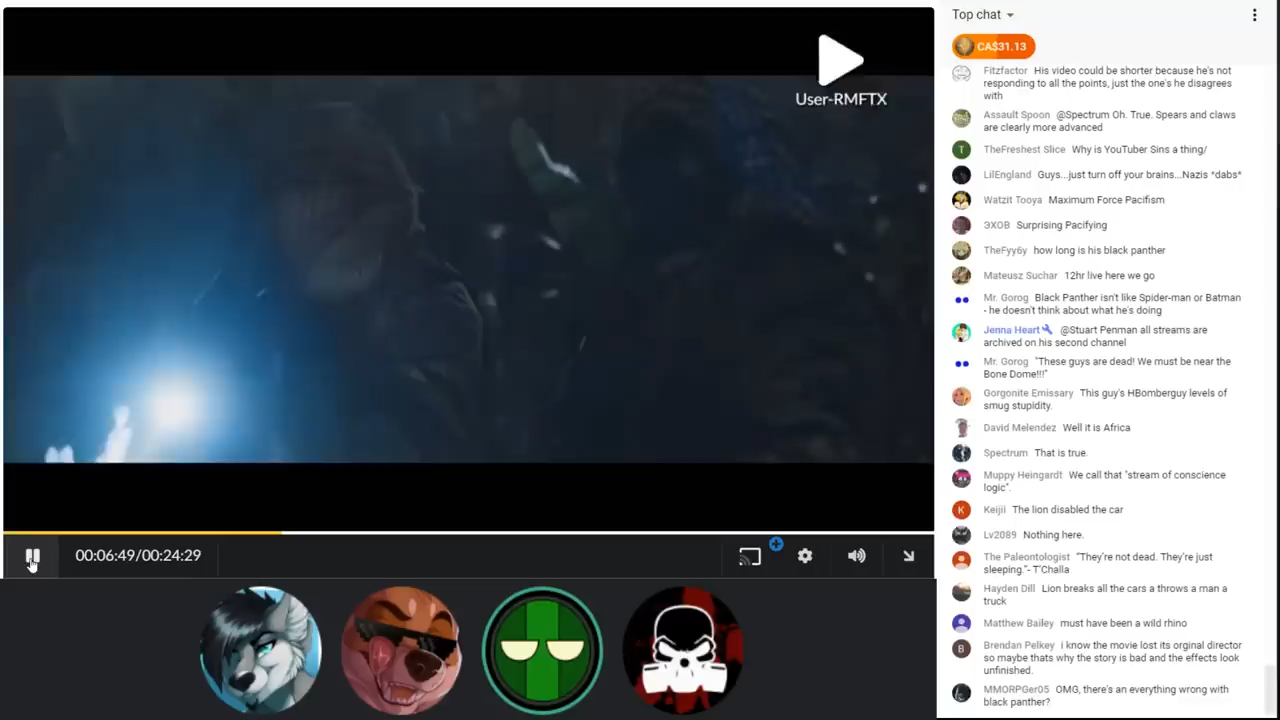 User-RMFTX
00:06:49/00:24:29
Top chat
CA$31.13
Fitzfactor His video could be shorter because he's not
responding to all the points, just the one's he disagrees
with
Assault Spoon @Spectrum Oh. True. Spears and claws
are clearly more advanced
T
TheFreshest Slice Why is YouTuber Sins a thing/
LilEngland Guys...just turn off your brains...Nazis *dabs*
Watzit Tooya Maximum Force Pacifism
ЭХОВ Surprising Pacifying
TheFyy6y how long is his black panther
Mateusz Suchar 12hr live here we go
Mr. Gorog Black Panther isn't like Spider-man or Batman
- he doesn't think about what he's doing
Jenna Heart @Stuart Penman all streams are
archived on his second channel
Mr. Gorog "These guys are dead! We must be near the
Bone Dome!!!"
Gorgonite Emissary This guy's HBomberguy levels of
smug stupidity.
David Melendez Well it is Africa
Spectrum That is true.
Muppy Heingardt We call that "stream of conscience
logic".
K
Keijii The lion disabled the car
Lv2089 Nothing here.
The Paleontologist "They're not dead. They're just
sleeping."- T'Challa
Hayden Dill Lion breaks all the cars a throws a man a
truck
Matthew Bailey must have been a wild rhino
B
Brendan Pelkey i know the movie lost its orginal director
so maybe thats why the story is bad and the effects look
unfinished.
MMORPGer05 OMG, there's an everything wrong with
black panther?